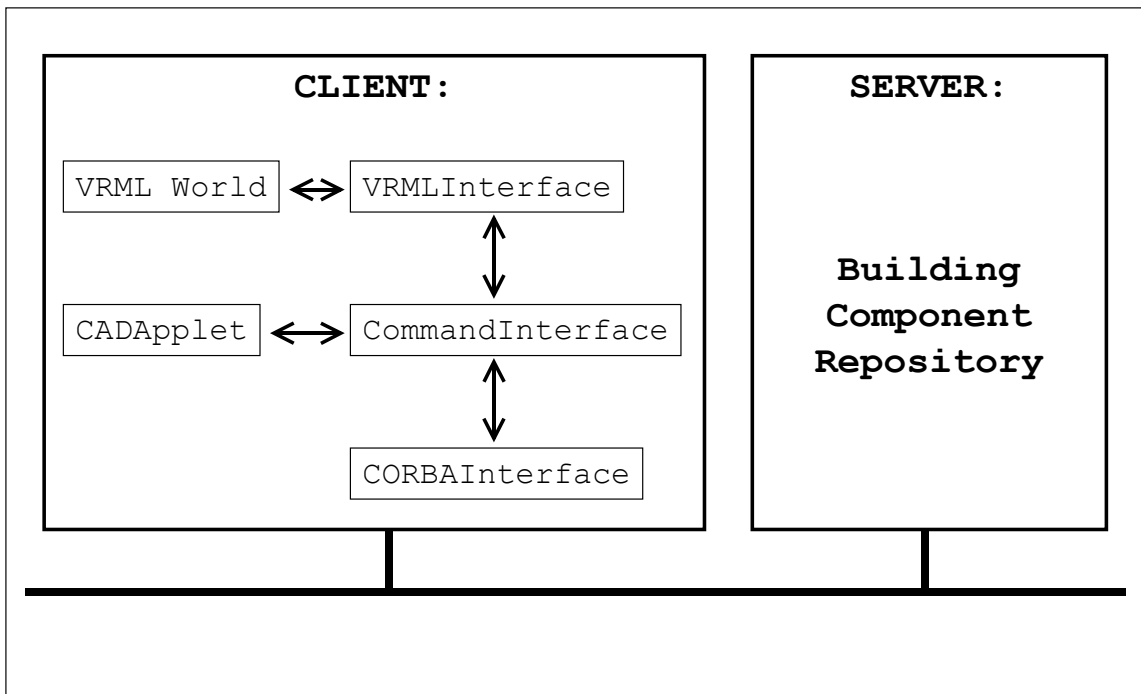 CLIENT:
VRML World
VRMLInterface
CADApplet
CommandInterface
CORBAInterface
SERVER:
Building
Component
Repository